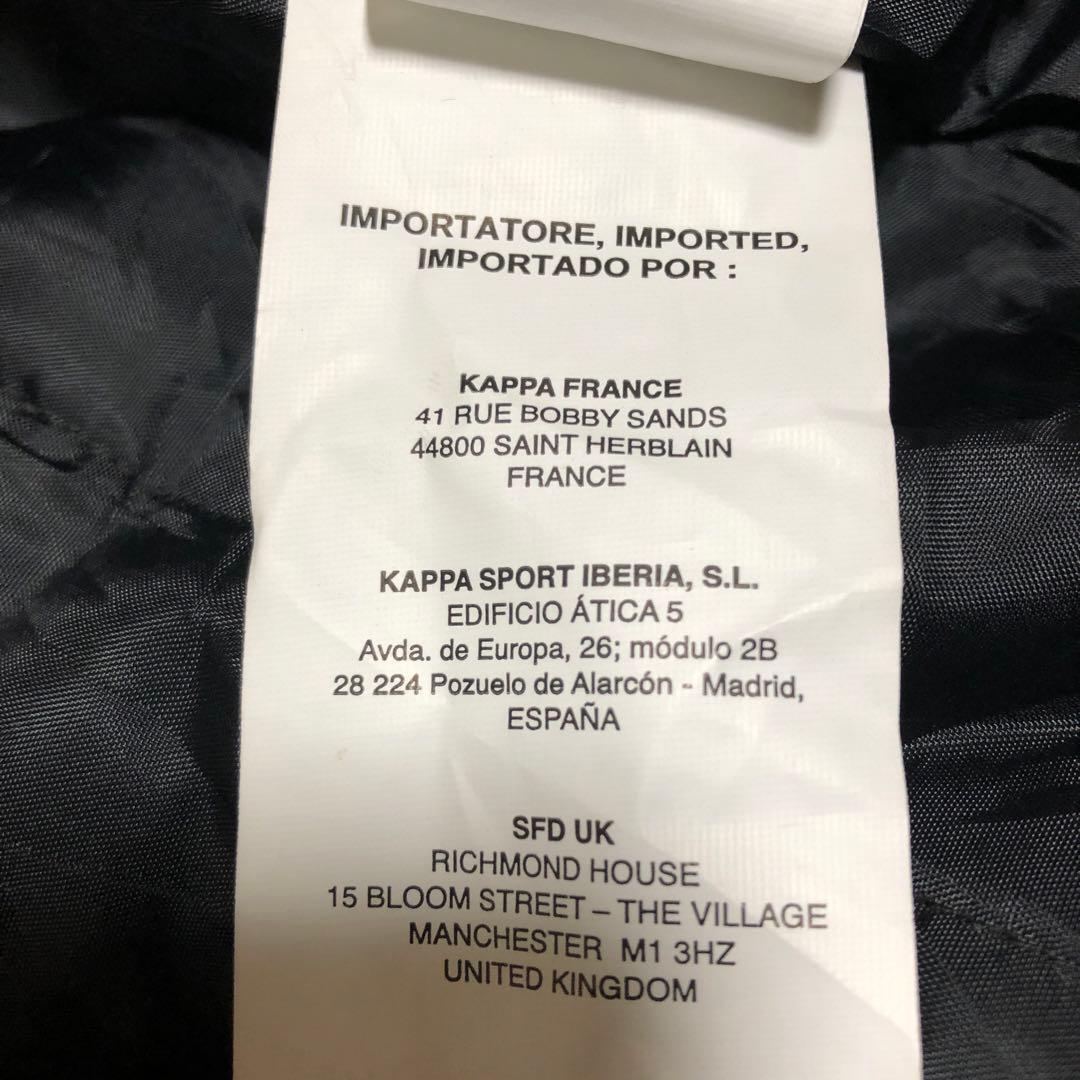 IMPORTATORE, IMPORTED,
IMPORTADO POR :
KAPPA FRANCE
41 RUE BOBBY SANDS
44800 SAINT HERBLAIN
FRANCE
KAPPA SPORT IBERIA, S.L.
EDIFICIO ÁTICA 5
Avda. de Europa, 26; módulo 2B
28 224 Pozuelo de Alarcón - Madrid,
ESPAÑA
SFD UK
RICHMOND HOUSE
15 BLOOM STREET – THE VILLAGE
MANCHESTER M1 3HZ
UNITED KINGDOM